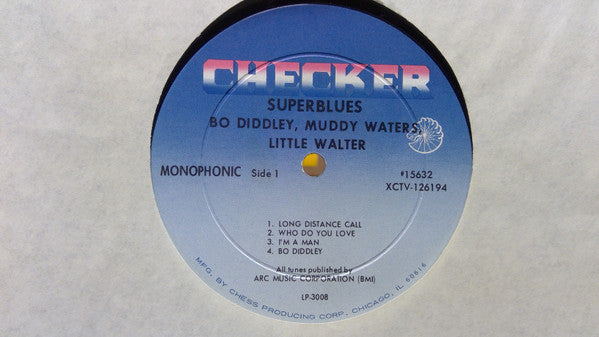 CHECKER
SUPERBLUES
BO DIDDLEY, MUDDY WATERS,
LITTLE WALTER
MONOPHONIC Side 1
#15632
XCTV-126194
1. LONG DISTANCE CALL
2. WHO DO YOU LOVE
3. I'M A MAN
4. BO DIDDLEY
All tunes published by
ARC MUSIC CORPORATION (BMI)
LP-3008
MFG. BY CHESS PRODUCING CORP., CHICAGO, IL 60616